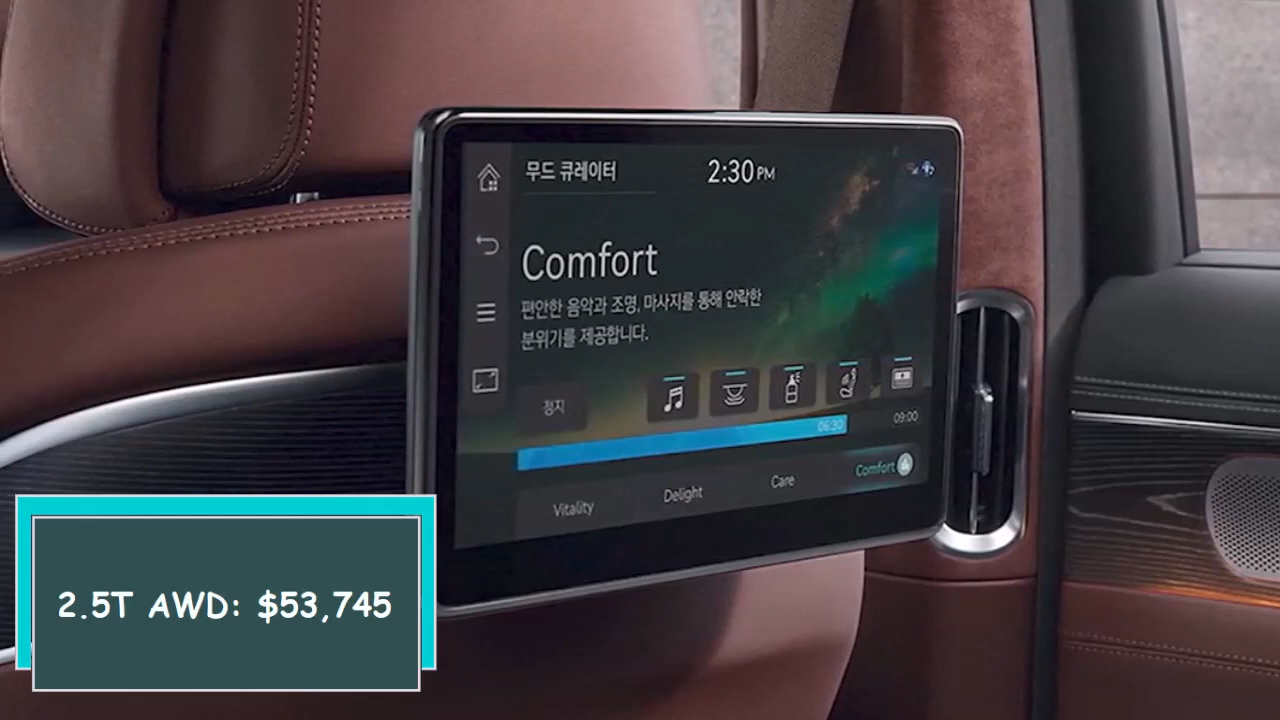 무드 큐레이터
2:30 PM
Comfort
편안한 음악과 조명, 마사지를 통해 안락한
분위기를 제공합니다.
정지
06:30
09:00
Vitality
Delight
Care
Comfort
2.5T AWD: $53,745